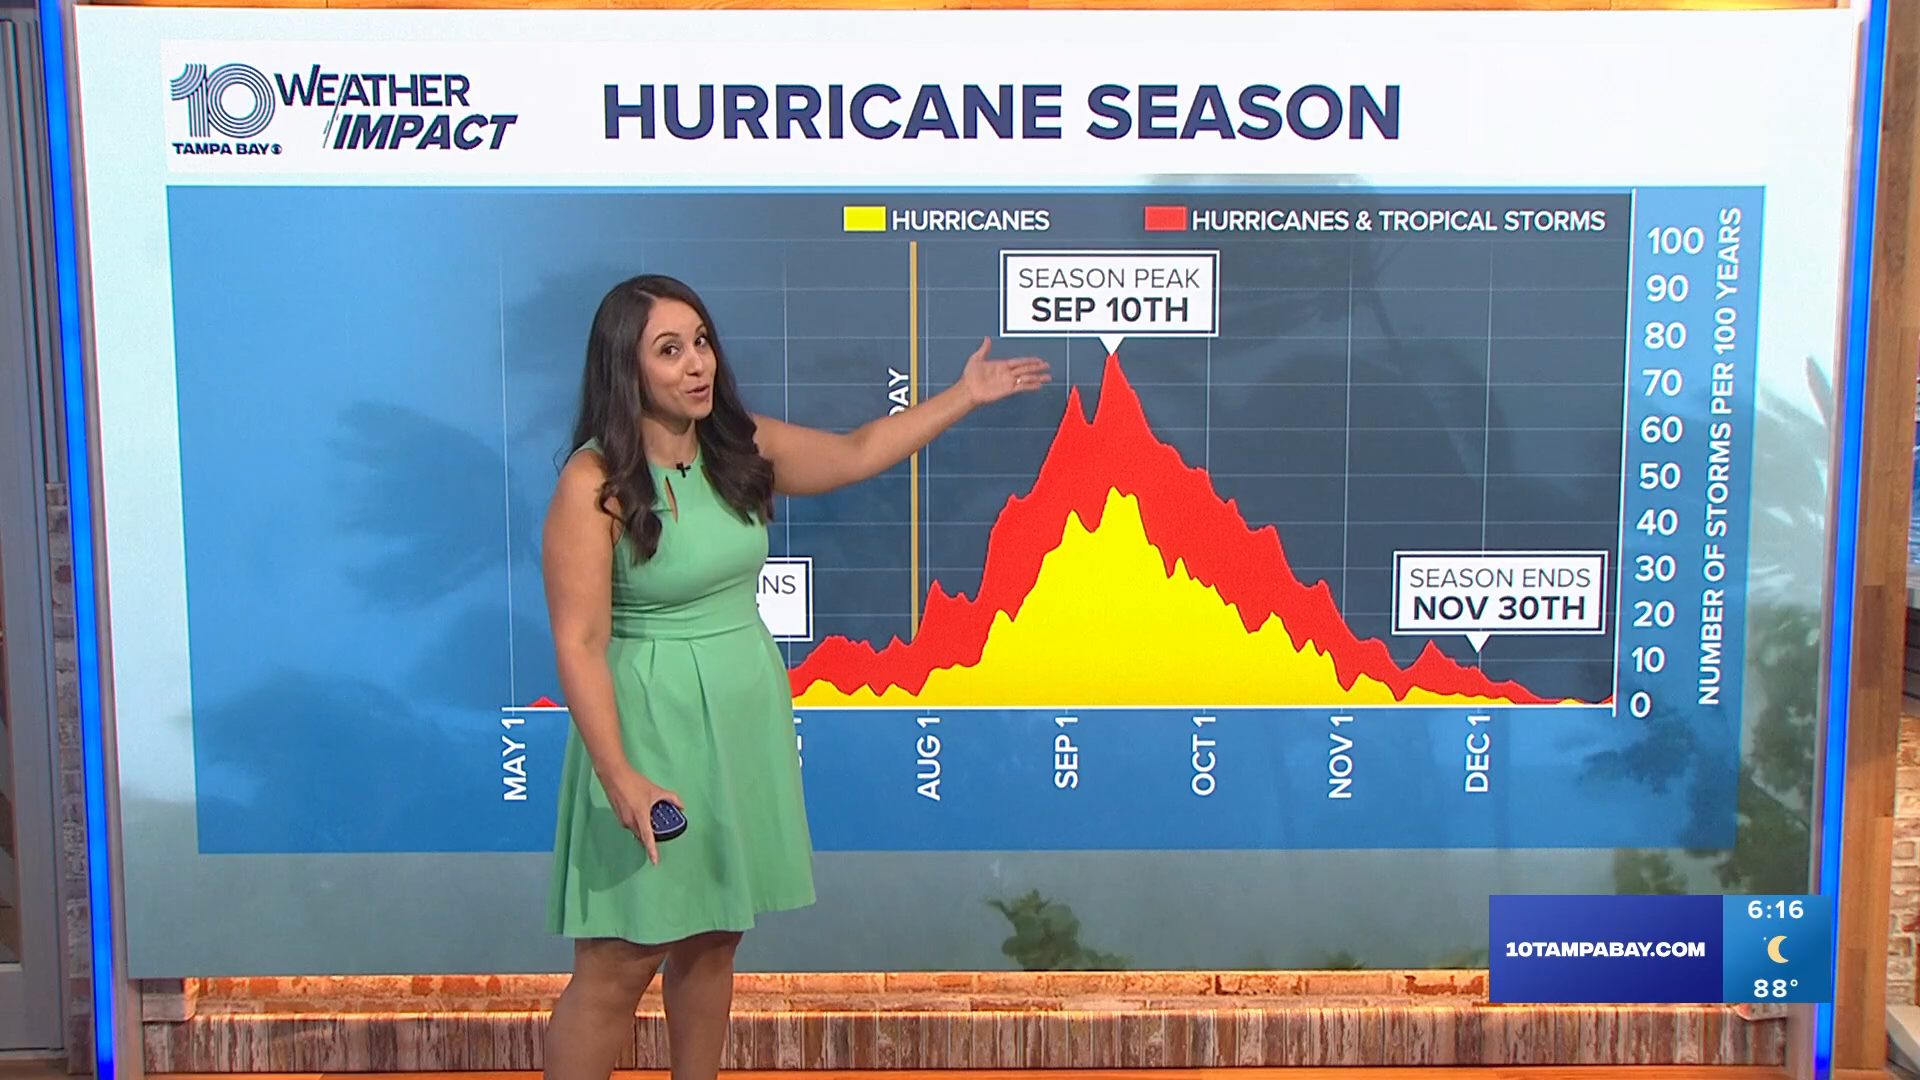 10
TAMPA BAY
WEATHER
IMPACT
HURRICANE SEASON
HURRICANES
HURRICANES & TROPICAL STORMS
SEASON PEAK
SEP 10TH
SEASON ENDS
NOV 30TH
100
90
80
70
60
50
40
30
20
10
0
NUMBER OF STORMS PER 100 YEARS
MAY 1
AUG 1
SEP 1
OCT 1
NOV 1
DEC 1
10TAMPABAY.COM
6:16
88°